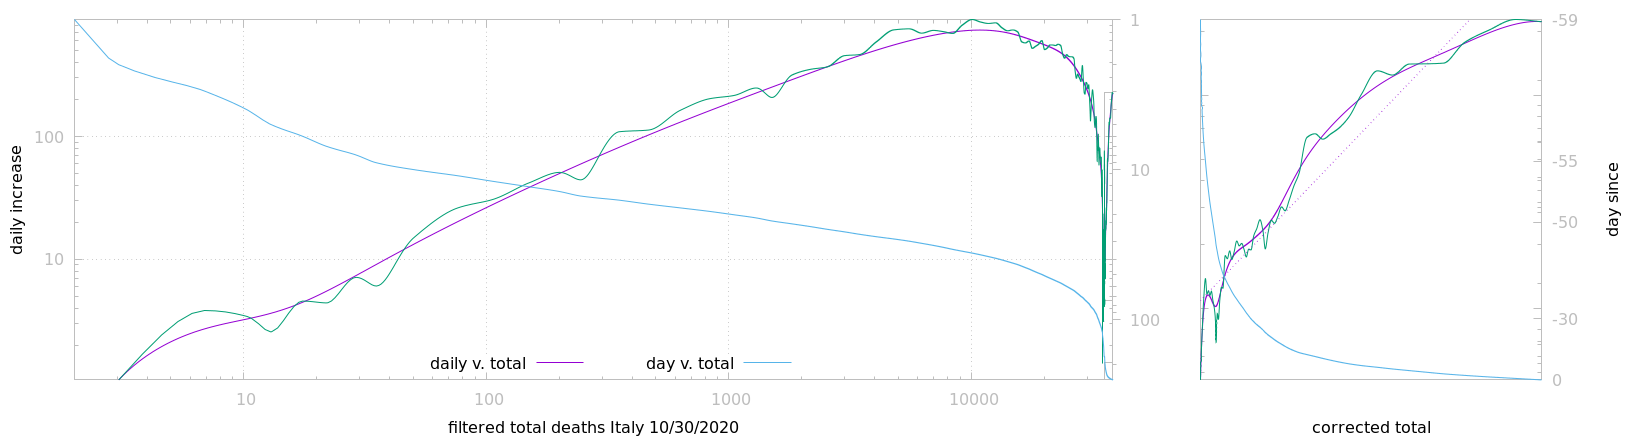 daily increase
100
10
10
100
1000
10000
filtered total deaths Italy 10/30/2020
daily v. total
day v. total
1
10
100
corrected total
-59
-55
-50
-30
0
day since